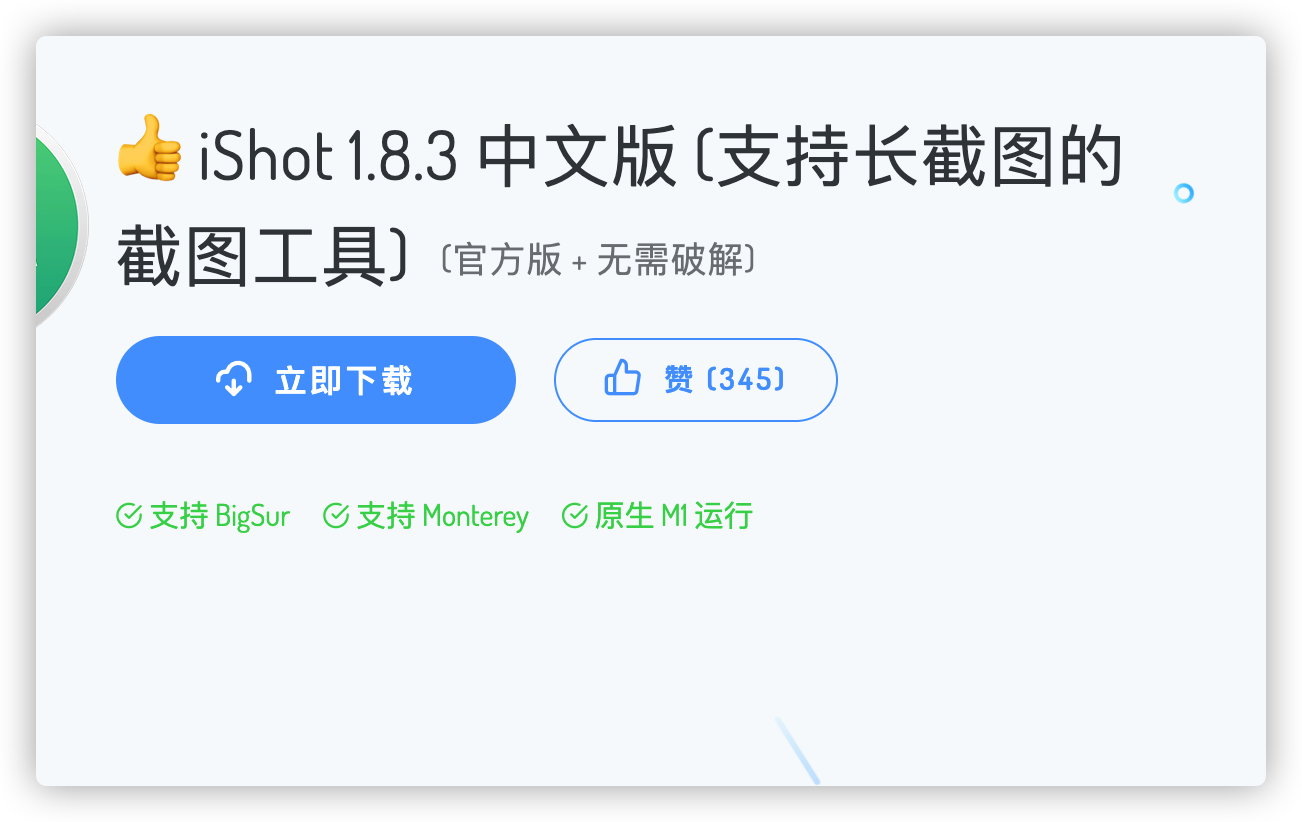 👍 iShot 1.8.3 中文版 (支持长截图的
截图工具) (官方版 + 无需破解)
立即下载
赞 (345)
支持 BigSur 支持 Monterey 原生 M1 运行